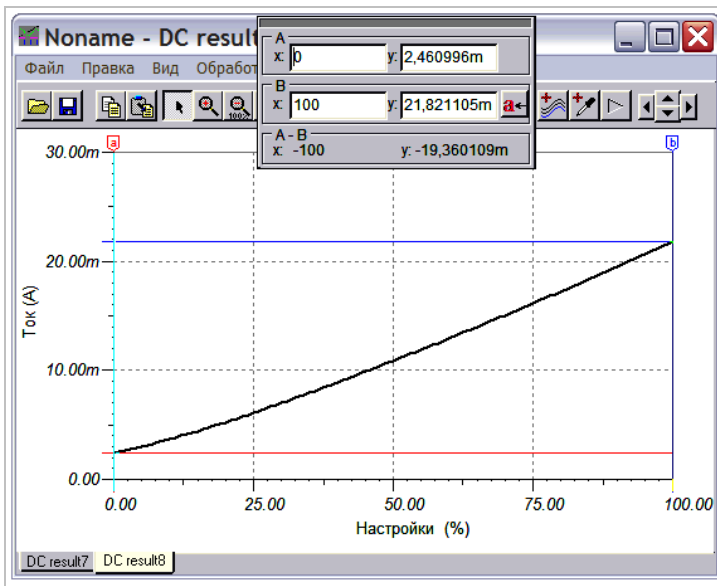 Noname - DC result
Файл Правка Вид Обработ
100%
A
x: 0 y: 2,460996m
B
x: 100 y: 21,821105m a
A - B
x: -100 y: -19,360109m
a b
30.00m
20.00m
10.00m
0.00
Ток (А)
0.00 25.00 50.00 75.00 100.00
Настройки (%)
DC result7 DC result8